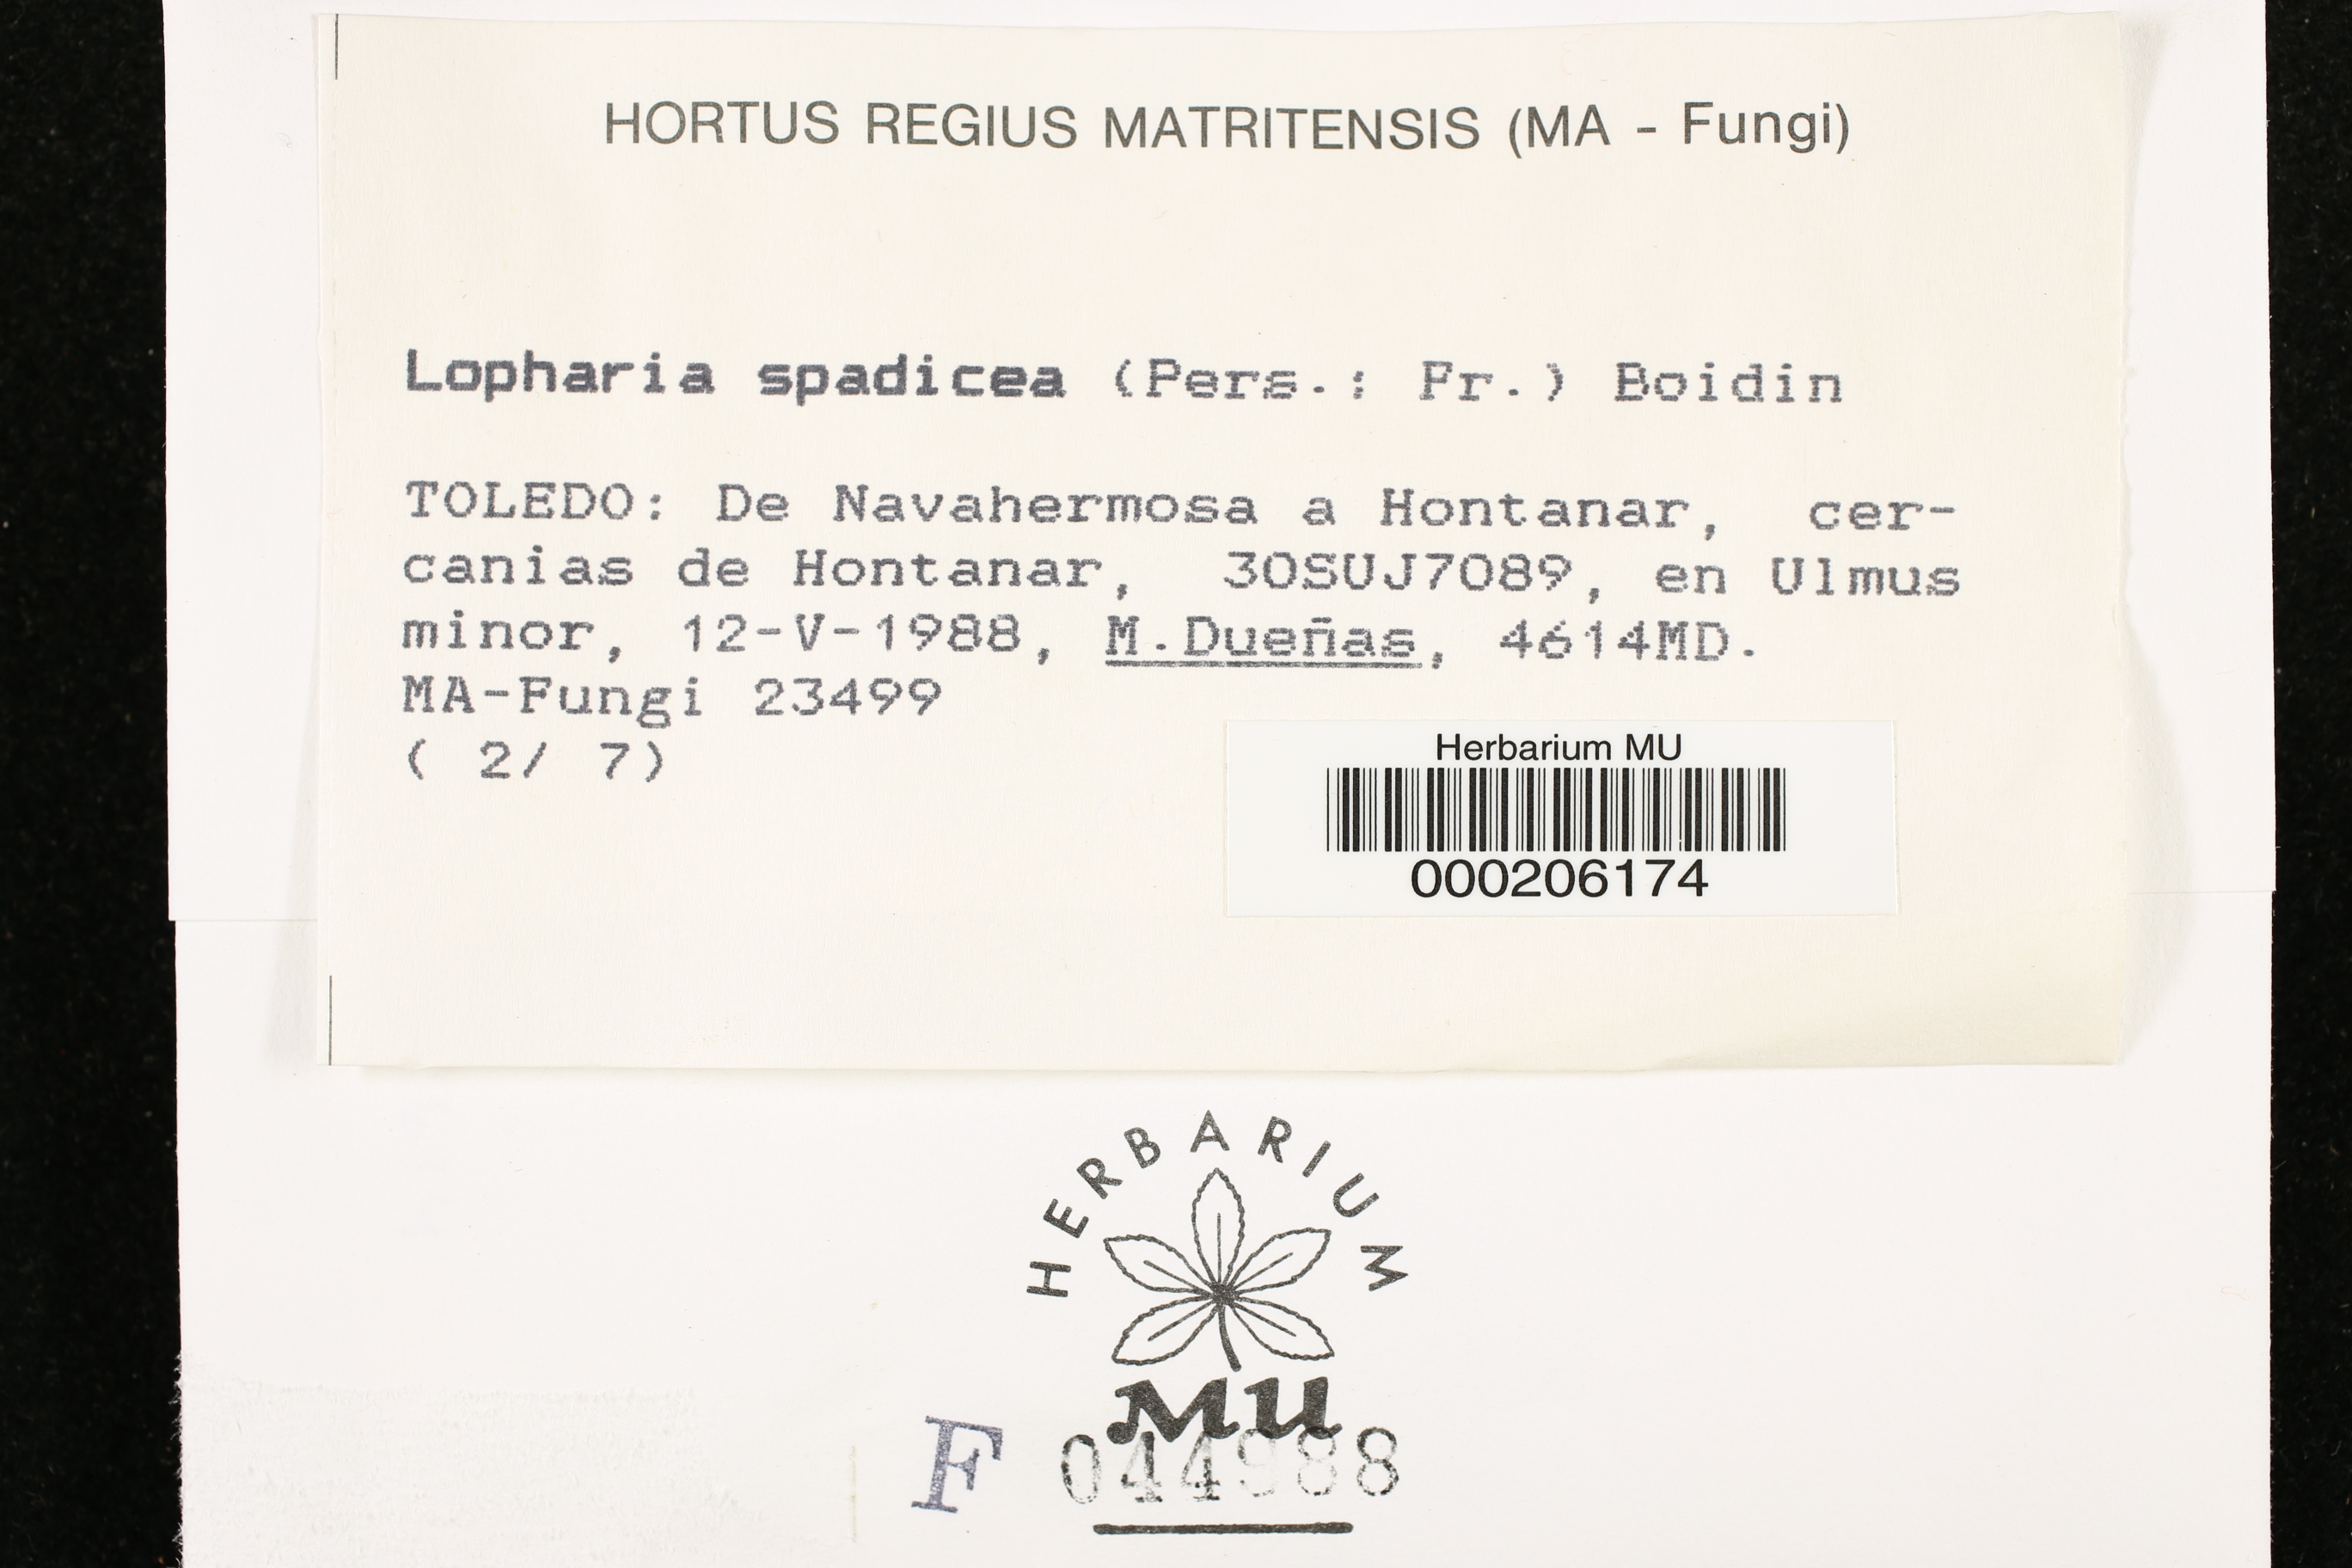 HORTUS REGIUS MATRITENSIS (MA - Fungi)
Lopharia spadicea (Pers.: Fr.) Boidin
TOLEDO: De Navahermosa a Hontanar, cer-
canias de Hontanar, 30SUJ7089, en Ulmus
minor, 12-V-1988, M.Dueñas, 4614MD.
MA-Fungi 23499
( 2/ 7)
Herbarium MU
000206174
HERBARIUM
MU
F 044988